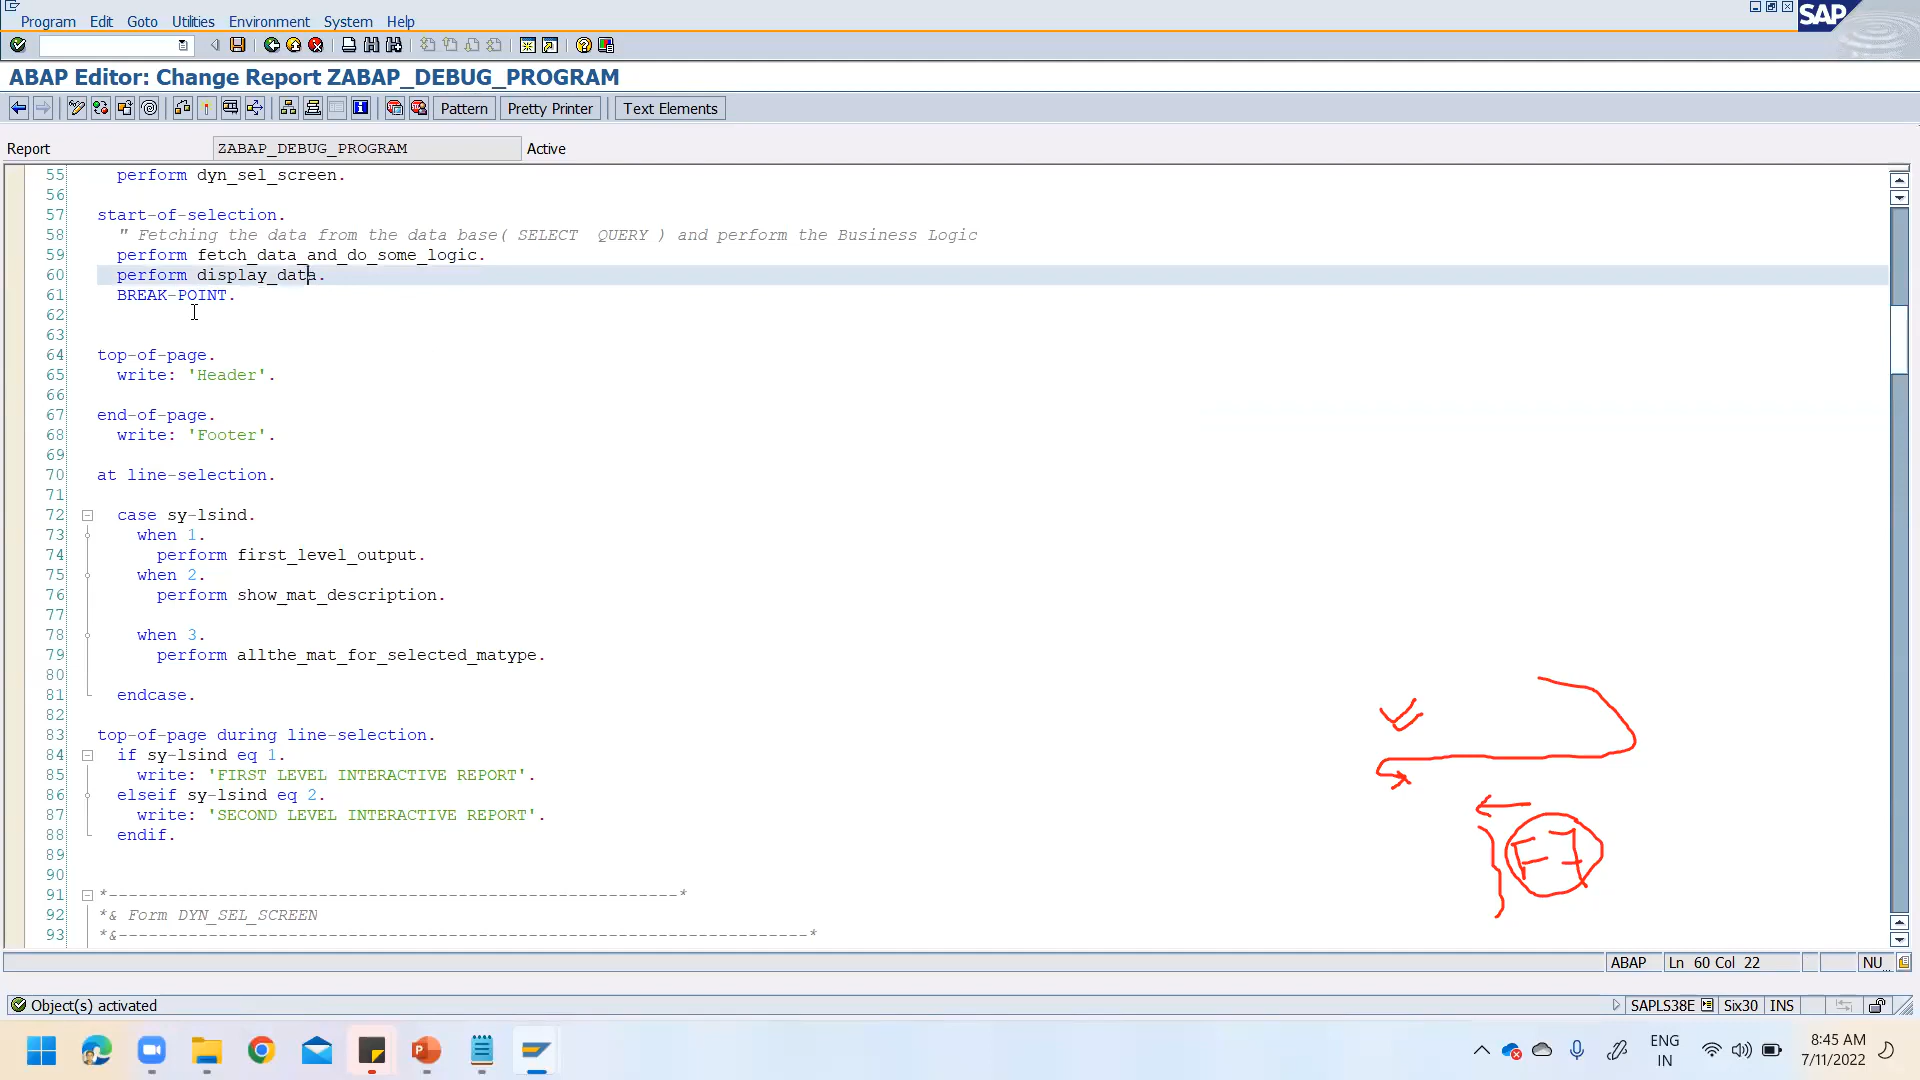 Program Edit Goto Utilities Environment System Help
SAP
ABAP Editor: Change Report ZABAP_DEBUG_PROGRAM
Pattern Pretty Printer Text Elements
Report ZABAP_DEBUG_PROGRAM Active
55 perform dyn_sel_screen.
56
57 start-of-selection.
58 " Fetching the data from the data base( SELECT QUERY ) and perform the Business Logic
59 perform fetch_data_and_do_some_logic.
60 perform display_data.
61 BREAK-POINT.
62
63
64 top-of-page.
65 write: 'Header'.
66
67 end-of-page.
68 write: 'Footer'.
69
70 at line-selection.
71
72 case sy-lsind.
73 when 1.
74 perform first_level_output.
75 when 2.
76 perform show_mat_description.
77
78 when 3.
79 perform allthe_mat_for_selected_matype.
80
81 endcase.
82
83 top-of-page during line-selection.
84 if sy-lsind eq 1.
85 write: 'FIRST LEVEL INTERACTIVE REPORT'.
86 elseif sy-lsind eq 2.
87 write: 'SECOND LEVEL INTERACTIVE REPORT'.
88 endif.
89
90
91 *---------------------------------------------------------*
92 *& Form DYN_SEL_SCREEN
93 *&---------------------------------------------------------------------*
F7
ABAP Ln 60 Col 22 NU
Object(s) activated SAPLS38E Six30 INS
ENG
IN
8:45 AM
7/11/2022